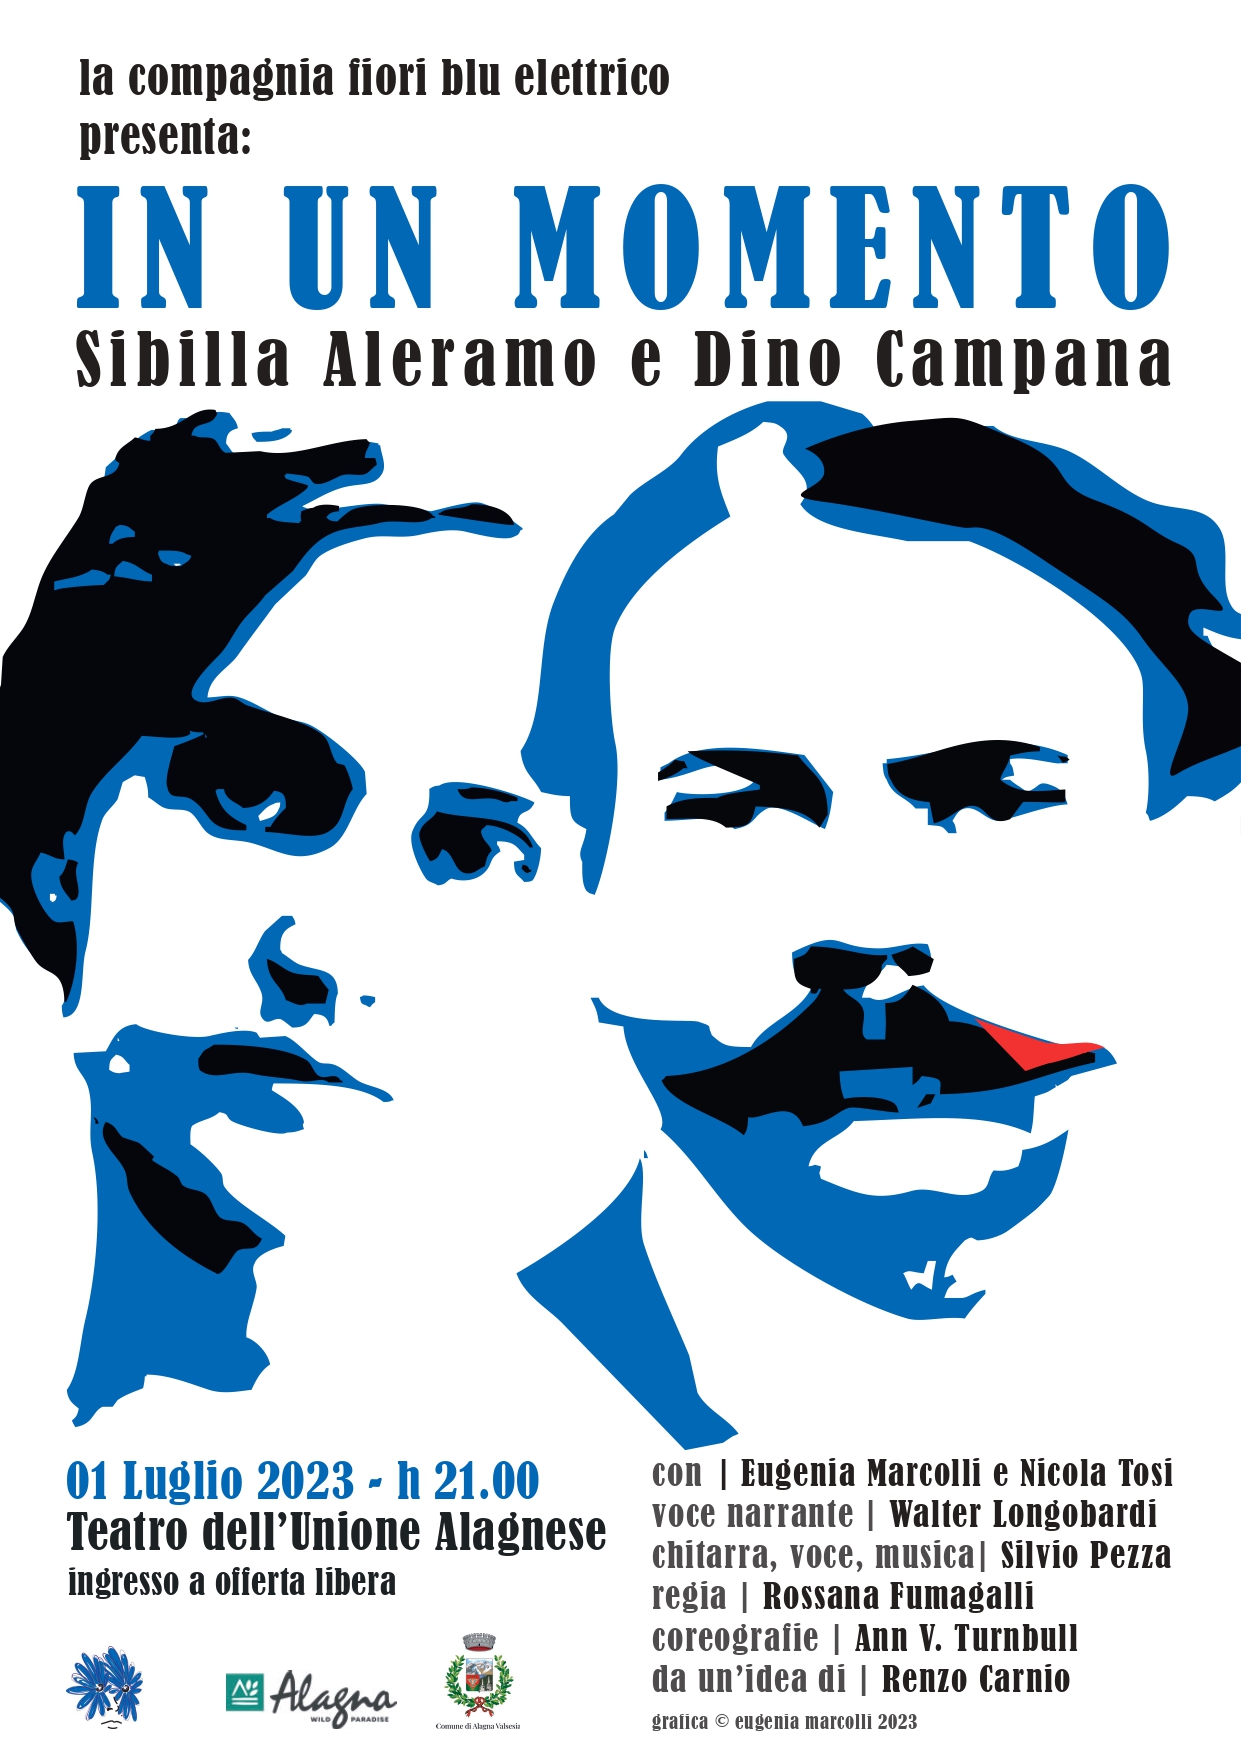 la compagnia fiori blu elettrico
presenta:
IN UN MOMENTO
Sibilla Aleramo e Dino Campana
01 Luglio 2023 - h 21.00
Teatro dell'Unione Alagnese
ingresso a offerta libera
con | Eugenia Marcolli e Nicola Tosi
voce narrante | Walter Longobardi
chitarra, voce, musica| Silvio Pezza
regia | Rossana Fumagalli
coreografie | Ann V. Turnbull
da un'idea di | Renzo Carnio
grafica © eugenia marcolli 2023
Alagna
WILD PARADISE
Comune di Alagna Valsesia